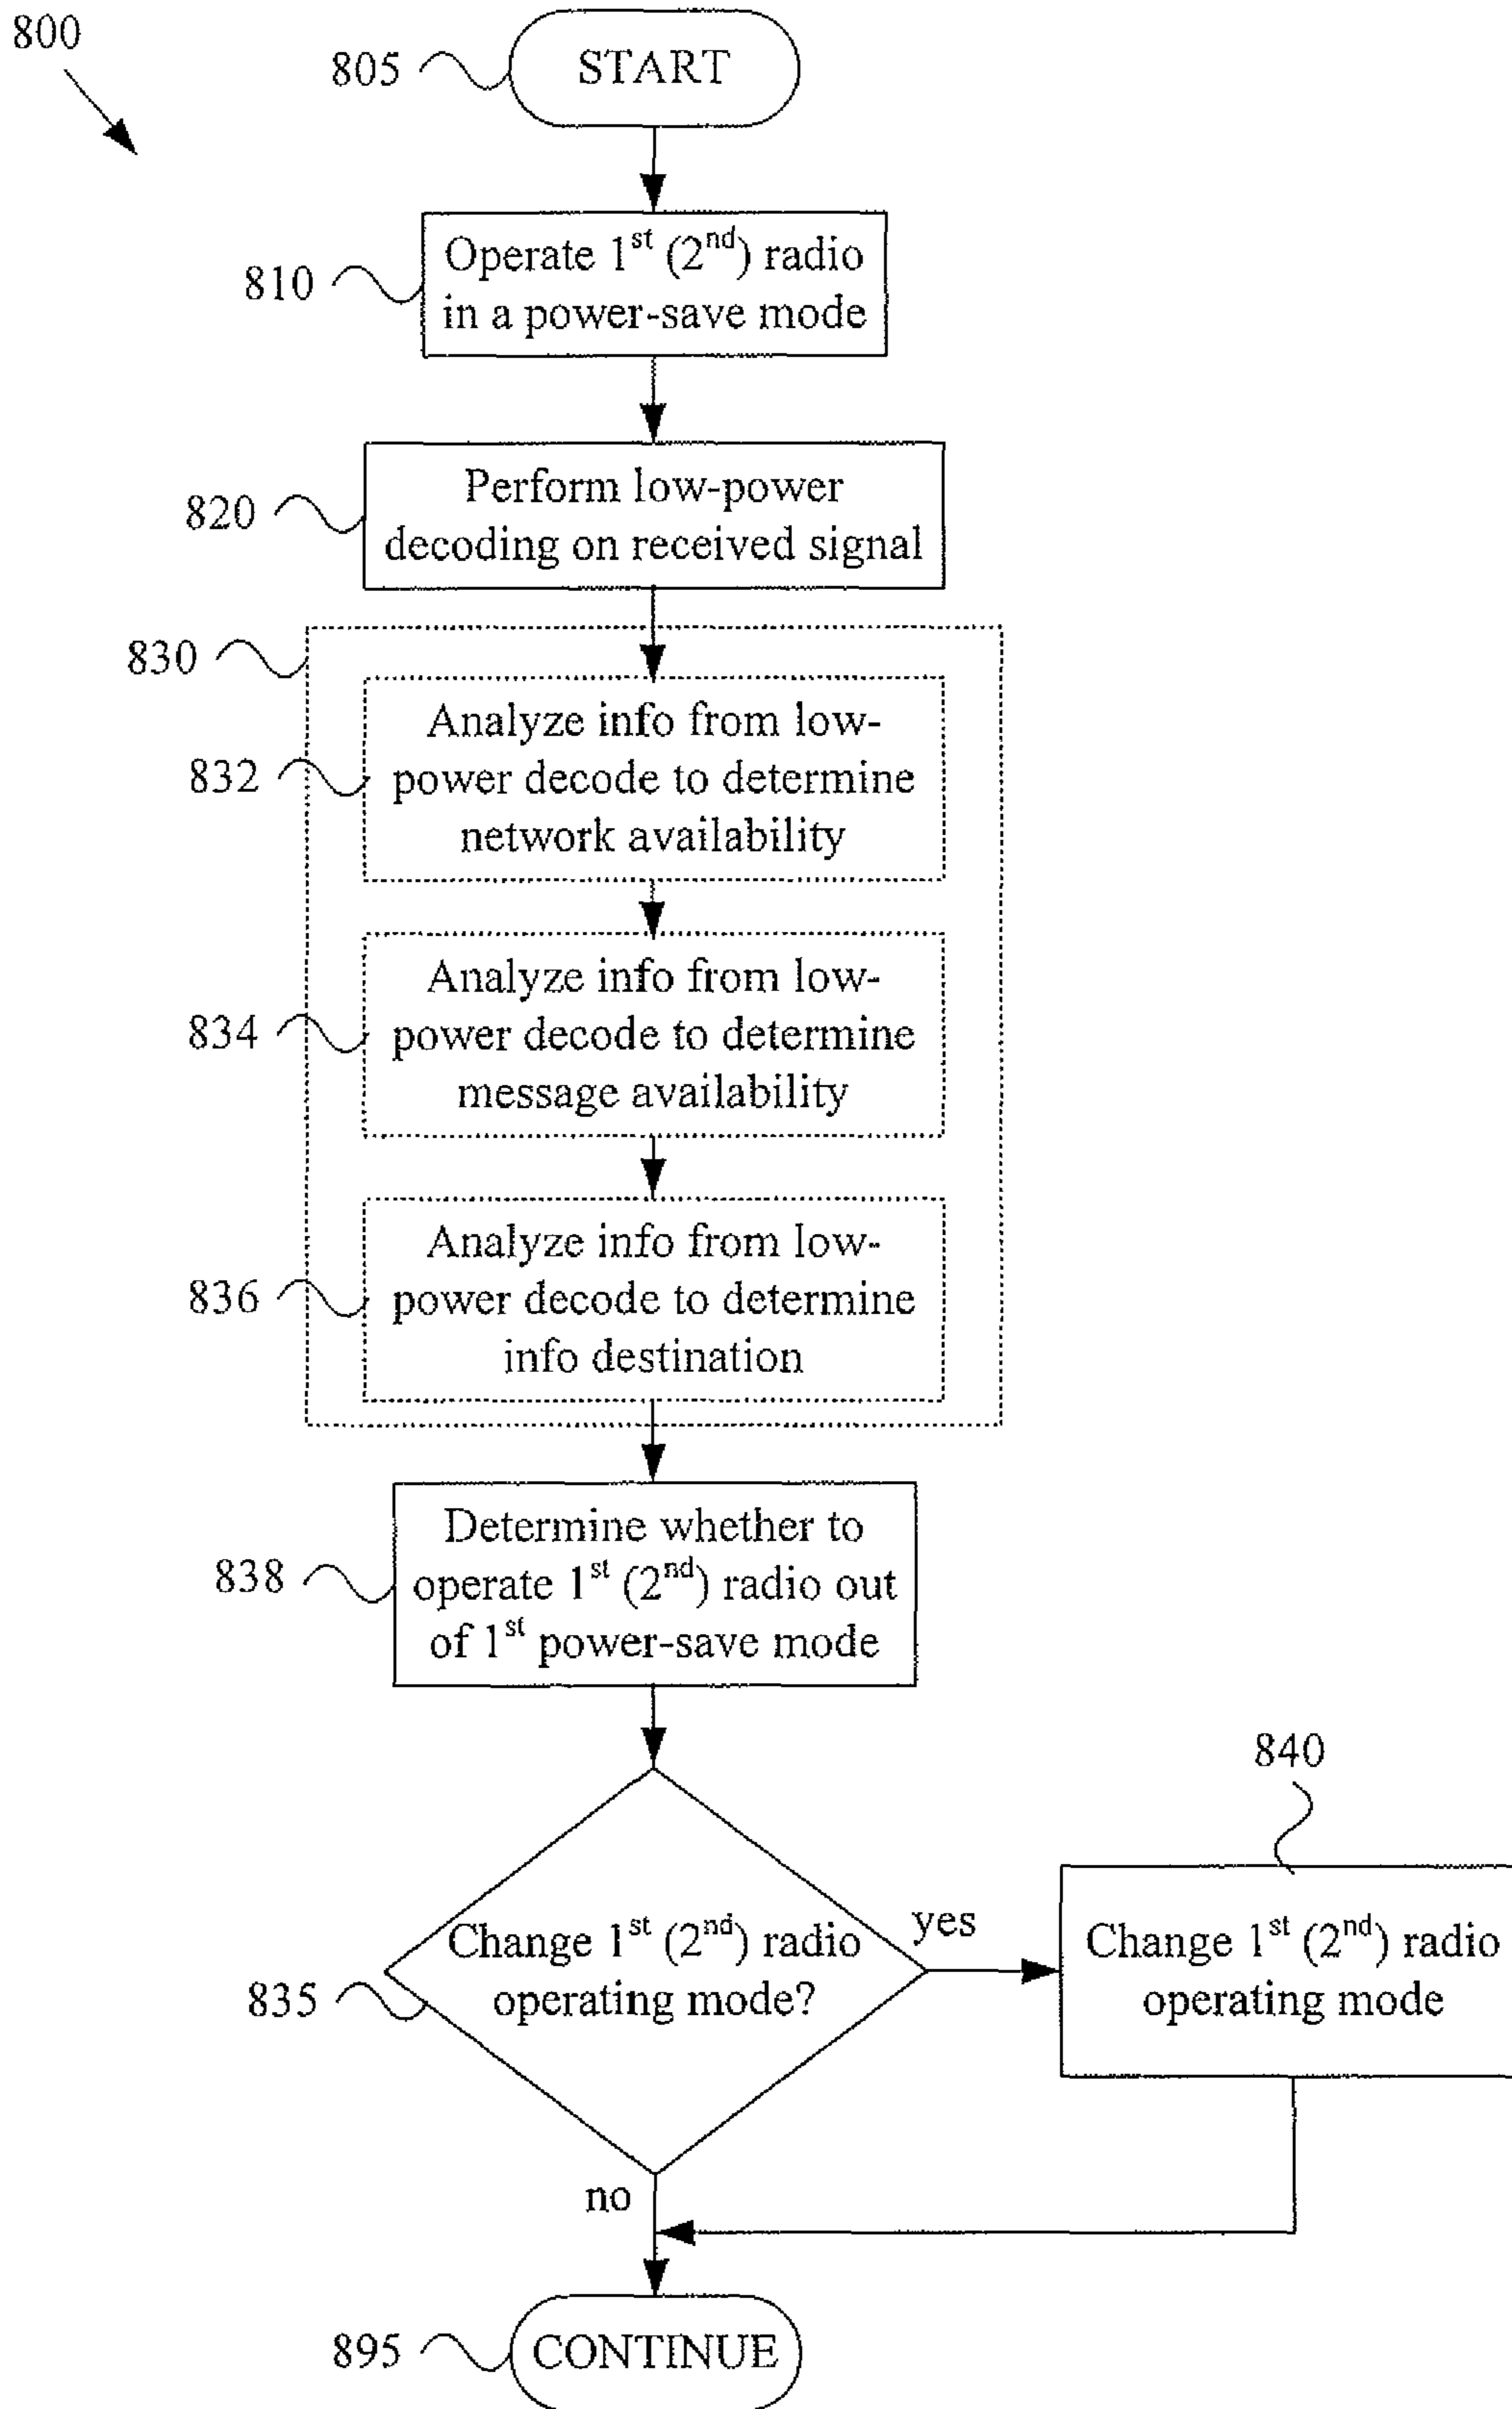 800
805
START
810
Operate 1st (2nd) radio
in a power-save mode
820
Perform low-power
decoding on received signal
830
832
Analyze info from low-
power decode to determine
network availability
834
Analyze info from low-
power decode to determine
message availability
836
Analyze info from low-
power decode to determine
info destination
838
Determine whether to
operate 1st (2nd) radio out
of 1st power-save mode
835
Change 1st (2nd) radio
operating mode?
yes
840
Change 1st (2nd) radio
operating mode
no
895
CONTINUE